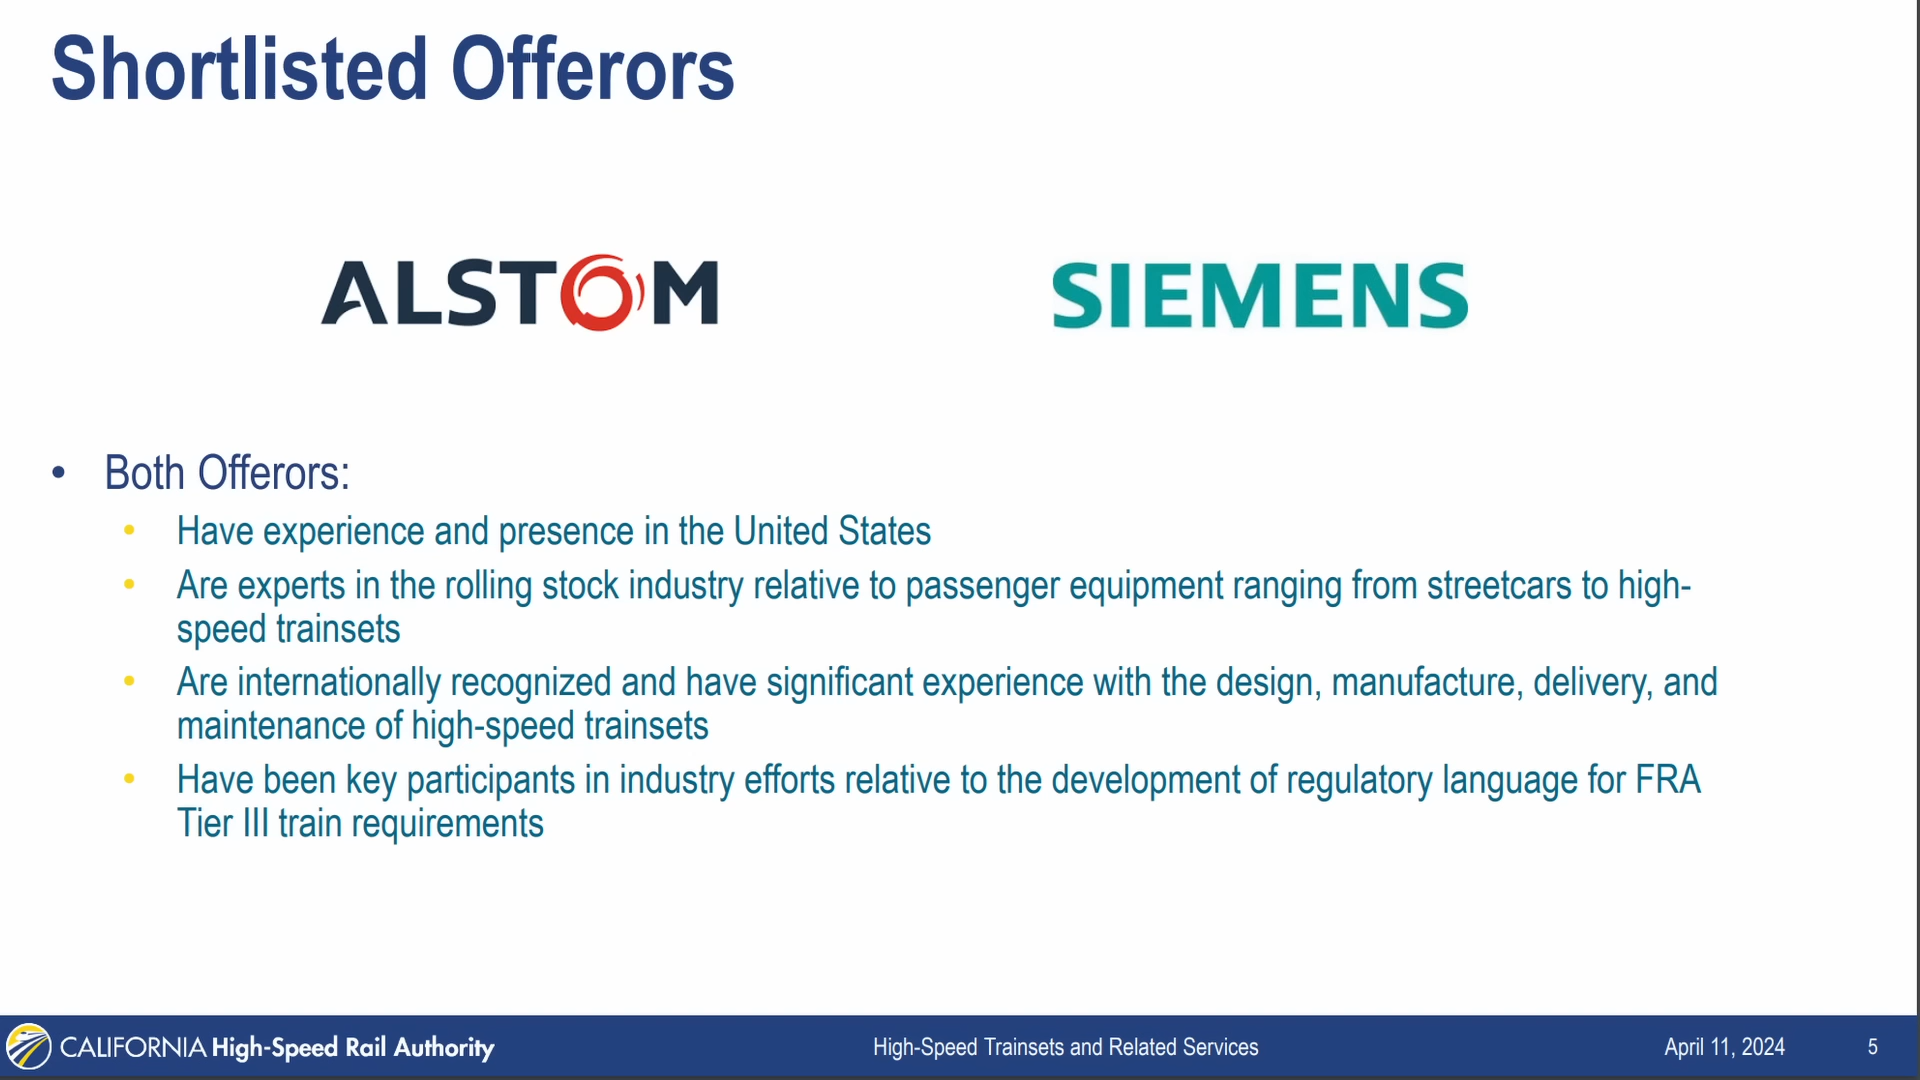 Shortlisted Offerors
ALSTOM
SIEMENS
• Both Offerors:
• Have experience and presence in the United States
• Are experts in the rolling stock industry relative to passenger equipment ranging from streetcars to high-
speed trainsets
• Are internationally recognized and have significant experience with the design, manufacture, delivery, and
maintenance of high-speed trainsets
• Have been key participants in industry efforts relative to the development of regulatory language for FRA
Tier III train requirements
CALIFORNIA High-Speed Rail Authority
High-Speed Trainsets and Related Services
April 11, 2024
5